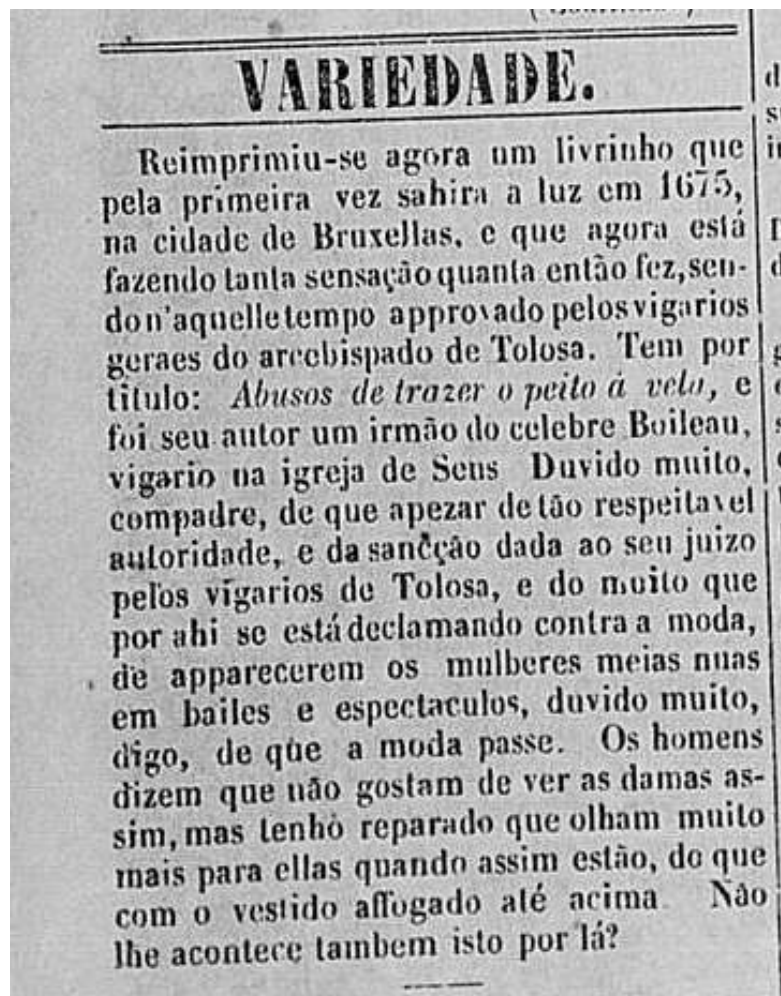 VARIEDADE.
Reimprimiu-se agora um livrinho que
pela primeira vez sahira a luz em 1675,
na cidade de Bruxellas, e que agora está
fazendo tanta sensação quanta então fez, sen-
do n'aquelle tempo approvado pelos vigarios
geraes do arcebispado de Tolosa. Tem por
titulo: Abusos de trazer o peito á vela, e
foi seu autor um irmão do celebre Boileau,
vigario na igreja de Sens Duvido muito,
compadre, de que apezar de tão respeitavel
autoridade, e da sancção dada ao seu juizo
pelos vigarios de Tolosa, e do muito que
por ahi se está declamando contra a moda,
de apparecerem os mulheres meias nuas
em bailes e espectaculos, duvido muito,
digo, de que a moda passe. Os homens
dizem que não gostam de ver as damas as-
sim, mas tenho reparado que olham muito
mais para ellas quando assim estão, do que
com o vestido affogado até acima Não
lhe acontece tambem isto por lá?